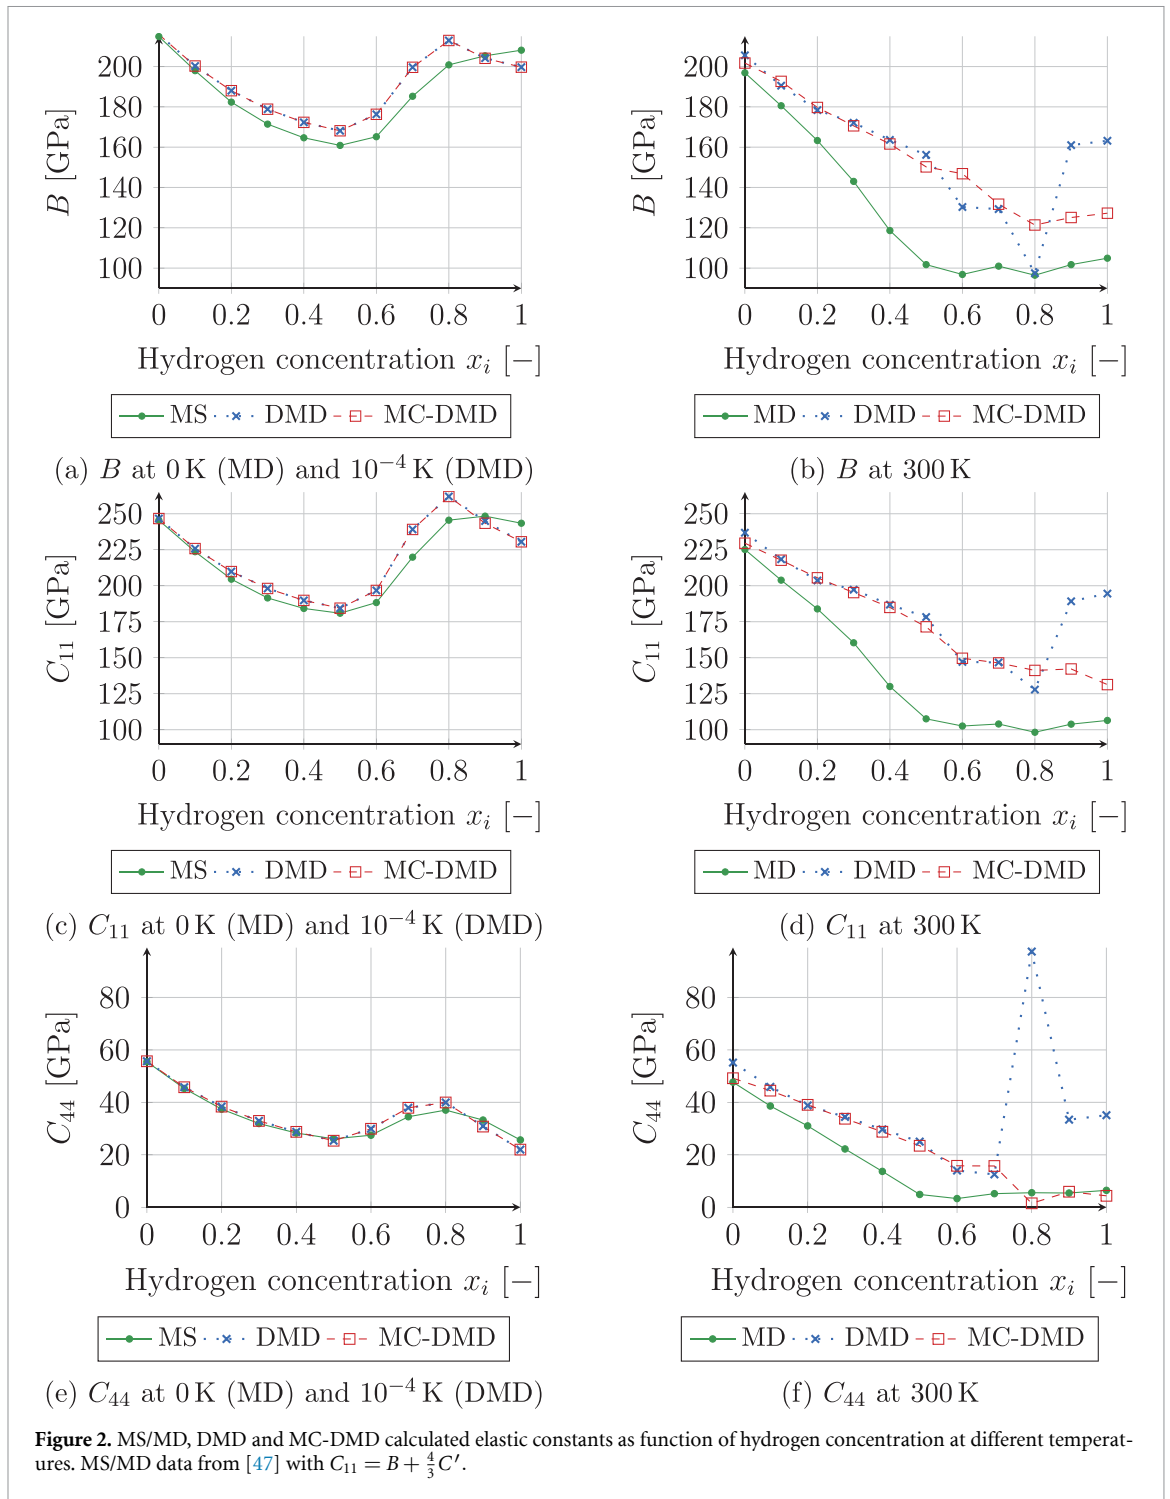 200
180
160
140
120
100
B [GPa]
0 0.2 0.4 0.6 0.8 1
Hydrogen concentration x_i [−]
MS DMD MC-DMD
(a) B at 0 K (MD) and 10^−4 K (DMD)
200
180
160
140
120
100
B [GPa]
0 0.2 0.4 0.6 0.8 1
Hydrogen concentration x_i [−]
MD DMD MC-DMD
(b) B at 300 K
250
225
200
175
150
125
100
C_11 [GPa]
0 0.2 0.4 0.6 0.8 1
Hydrogen concentration x_i [−]
MS DMD MC-DMD
(c) C_11 at 0 K (MD) and 10^−4 K (DMD)
250
225
200
175
150
125
100
C_11 [GPa]
0 0.2 0.4 0.6 0.8 1
Hydrogen concentration x_i [−]
MD DMD MC-DMD
(d) C_11 at 300 K
80
60
40
20
0
C_44 [GPa]
0 0.2 0.4 0.6 0.8 1
Hydrogen concentration x_i [−]
MS DMD MC-DMD
(e) C_44 at 0 K (MD) and 10^−4 K (DMD)
80
60
40
20
0
C_44 [GPa]
0 0.2 0.4 0.6 0.8 1
Hydrogen concentration x_i [−]
MD DMD MC-DMD
(f) C_44 at 300 K
Figure 2. MS/MD, DMD and MC-DMD calculated elastic constants as function of hydrogen concentration at different temperat-
ures. MS/MD data from [47] with C_11 = B + 4/3 C′.